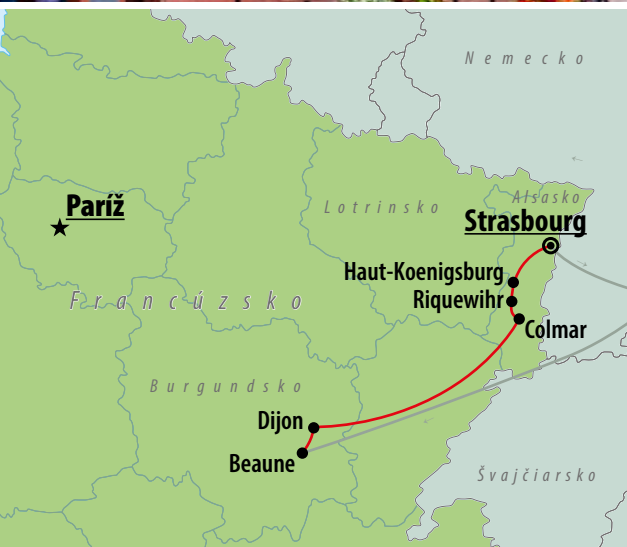 Nemecko
Alsasko
Paríž
Lotrinsko
Strasbourg
Haut-Koenigsburg
Riquewihr
Francúzsko
Colmar
Burgundsko
Dijon
Beaune
Švajčiarsko